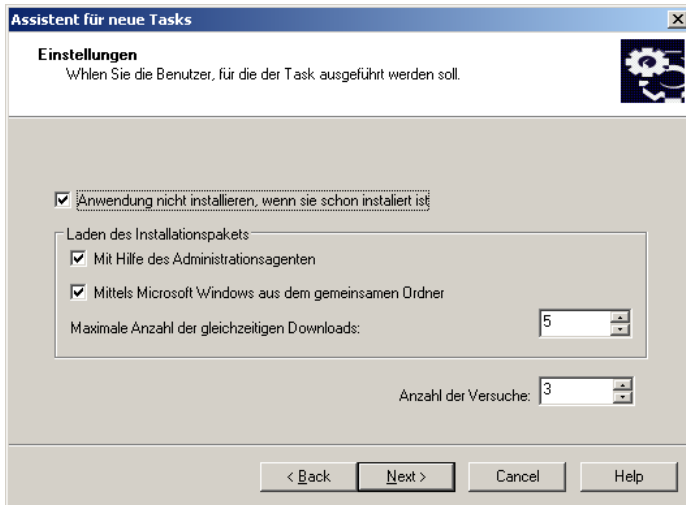 Assistent für neue Tasks
Einstellungen
Whlen Sie die Benutzer, für die der Task ausgeführt werden soll.
Anwendung nicht installieren, wenn sie schon instaliert ist
Laden des Installationspakets
Mit Hilfe des Administrationsagenten
Mittels Microsoft Windows aus dem gemeinsamen Ordner
Maximale Anzahl der gleichzeitigen Downloads: 5
Anzahl der Versuche: 3
< Back Next > Cancel Help